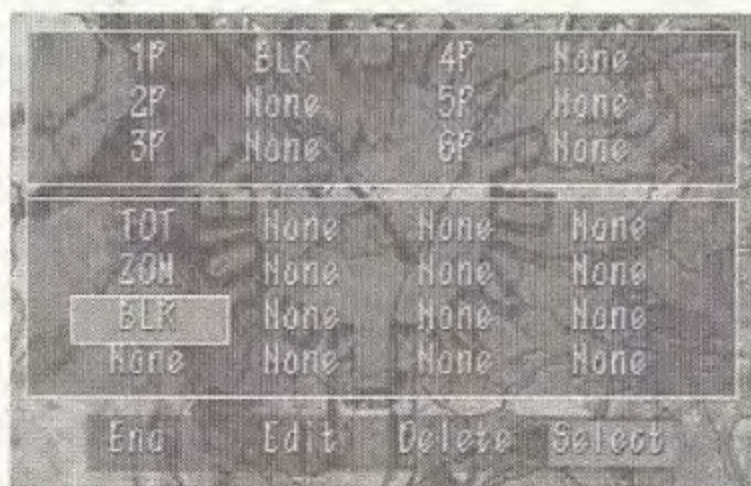 1P BLR 4P None
2P None 5P None
3P None 6P None
TOT None None None
ZON None None None
BLR None None None
None None None None
End Edit Delete Select